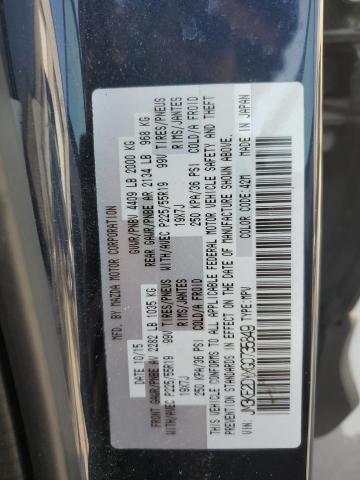 MFD. BY MAZDA MOTOR CORPORATION
DATE: 10/15 GVWR/PNBV 4409 LB 2000 KG
FRONT GAWR/PNBE AV 2282 LB 1035 KG REAR GAWR/PNBE AR 2134 LB 968 KG
WITH/AVEC P225/55R19 99V TIRES/PNEUS WITH/AVEC P225/55R19 99V TIRES/PNEUS
19X7J RIMS/JANTES 19X7J RIMS/JANTES
250 KPA/36 PSI COLD/A FROID 250 KPA/36 PSI COLD/A FROID
THIS VEHICLE CONFORMS TO ALL APPLICABLE FEDERAL MOTOR VEHICLE SAFETY AND THEFT
PREVENTION STANDARDS IN EFFECT ON THE DATE OF MANUFACTURE SHOWN ABOVE.
VIN: TYPE: MPV COLOR CODE: 42M MADE IN JAPAN